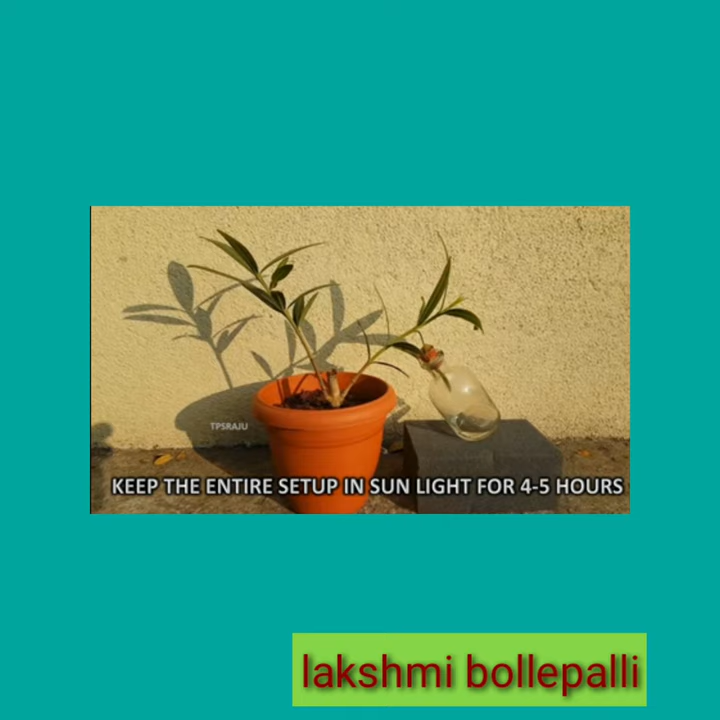 TPSRAJU
KEEP THE ENTIRE SETUP IN SUN LIGHT FOR 4-5 HOURS
lakshmi bollepalli